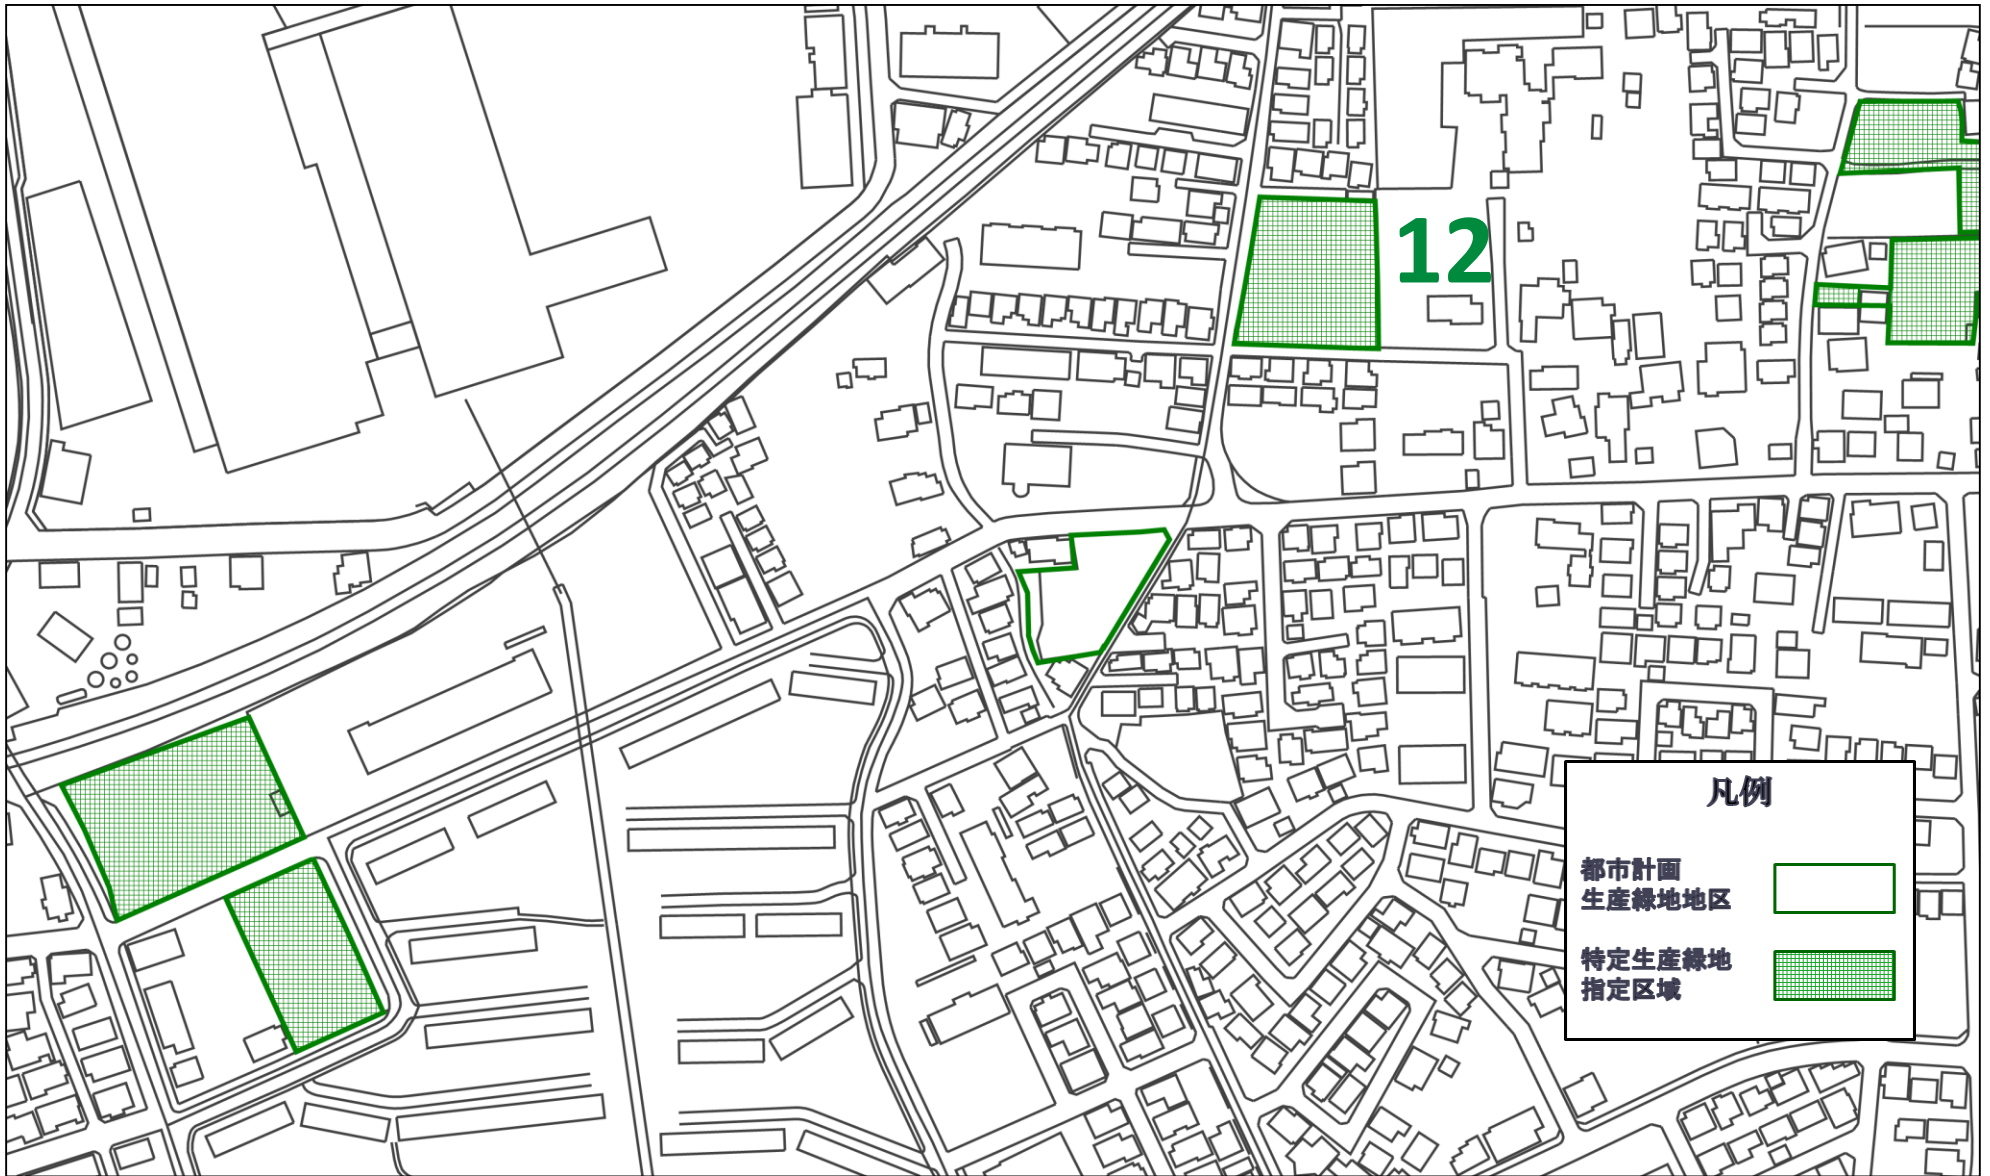 12
凡例
都市計画
生産緑地地区
特定生産緑地
指定区域